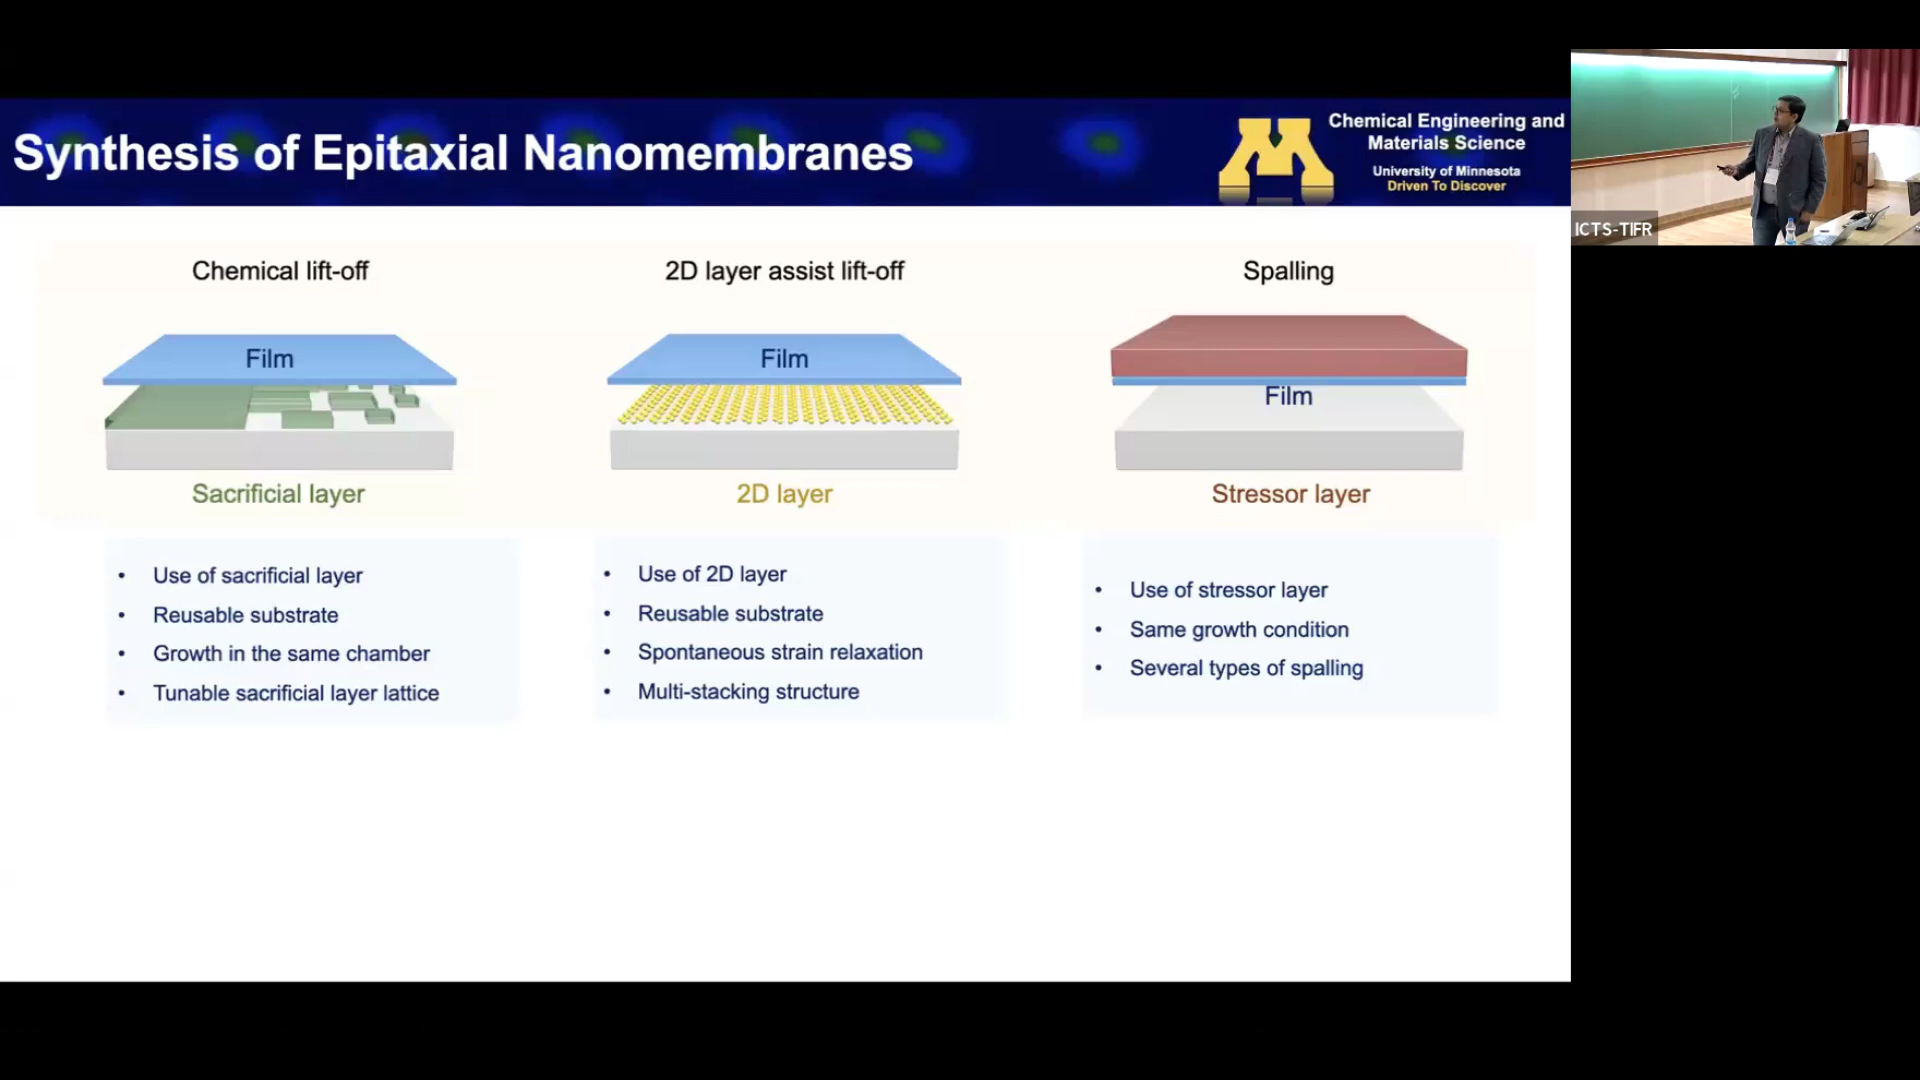 Synthesis of Epitaxial Nanomembranes
Chemical Engineering and
Materials Science
University of Minnesota
Driven To Discover
ICTS-TIFR
Chemical lift-off
Film
Sacrificial layer
• Use of sacrificial layer
• Reusable substrate
• Growth in the same chamber
• Tunable sacrificial layer lattice
2D layer assist lift-off
Film
2D layer
• Use of 2D layer
• Reusable substrate
• Spontaneous strain relaxation
• Multi-stacking structure
Spalling
Film
Stressor layer
• Use of stressor layer
• Same growth condition
• Several types of spalling